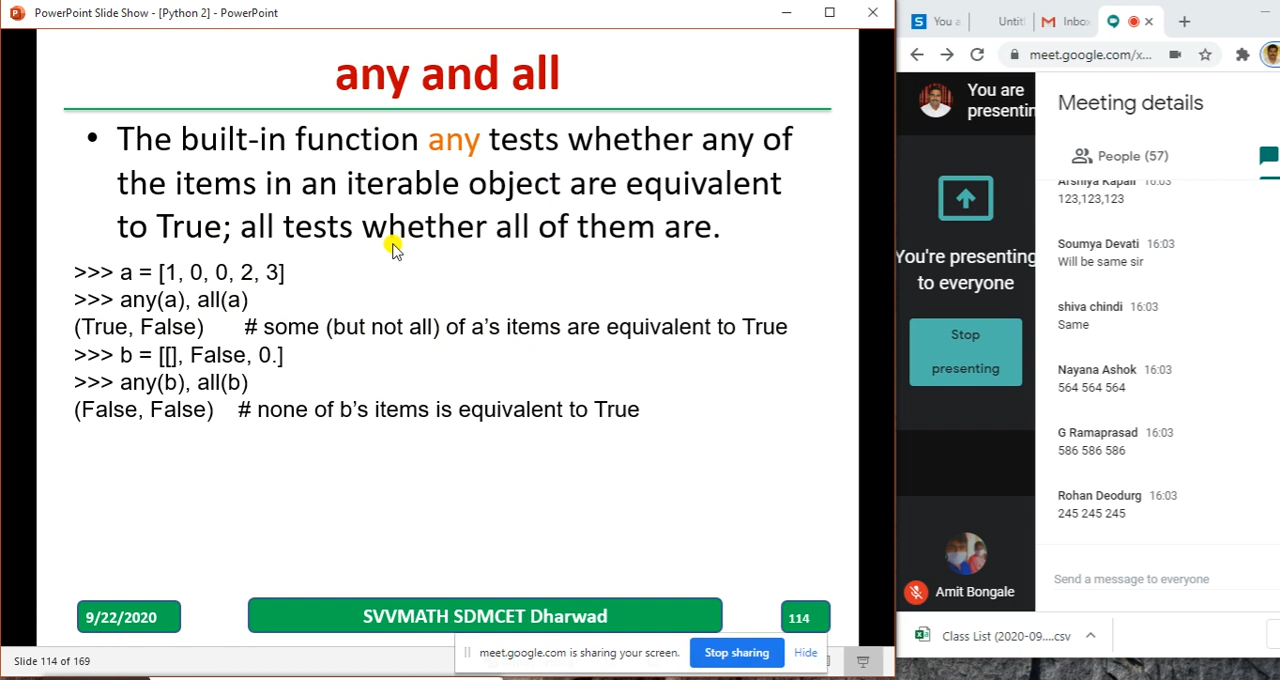 PowerPoint Slide Show - [Python 2] - PowerPoint
any and all
• The built-in function any tests whether any of
the items in an iterable object are equivalent
to True; all tests whether all of them are.
>>> a = [1, 0, 0, 2, 3]
>>> any(a), all(a)
(True, False) # some (but not all) of a’s items are equivalent to True
>>> b = [[], False, 0.]
>>> any(b), all(b)
(False, False) # none of b’s items is equivalent to True
9/22/2020
SVVMATH SDMCET Dharwad
114
Slide 114 of 169
meet.google.com is sharing your screen.
Stop sharing
Hide
You a
Untitl
Inbox
meet.google.com/x...
You are
presentin
You're presenting
to everyone
Stop
presenting
Amit Bongale
Meeting details
People (57)
Arshiya Kapali 16:03
123,123,123
Soumya Devati 16:03
Will be same sir
shiva chindi 16:03
Same
Nayana Ashok 16:03
564 564 564
G Ramaprasad 16:03
586 586 586
Rohan Deodurg 16:03
245 245 245
Send a message to everyone
Class List (2020-09....csv